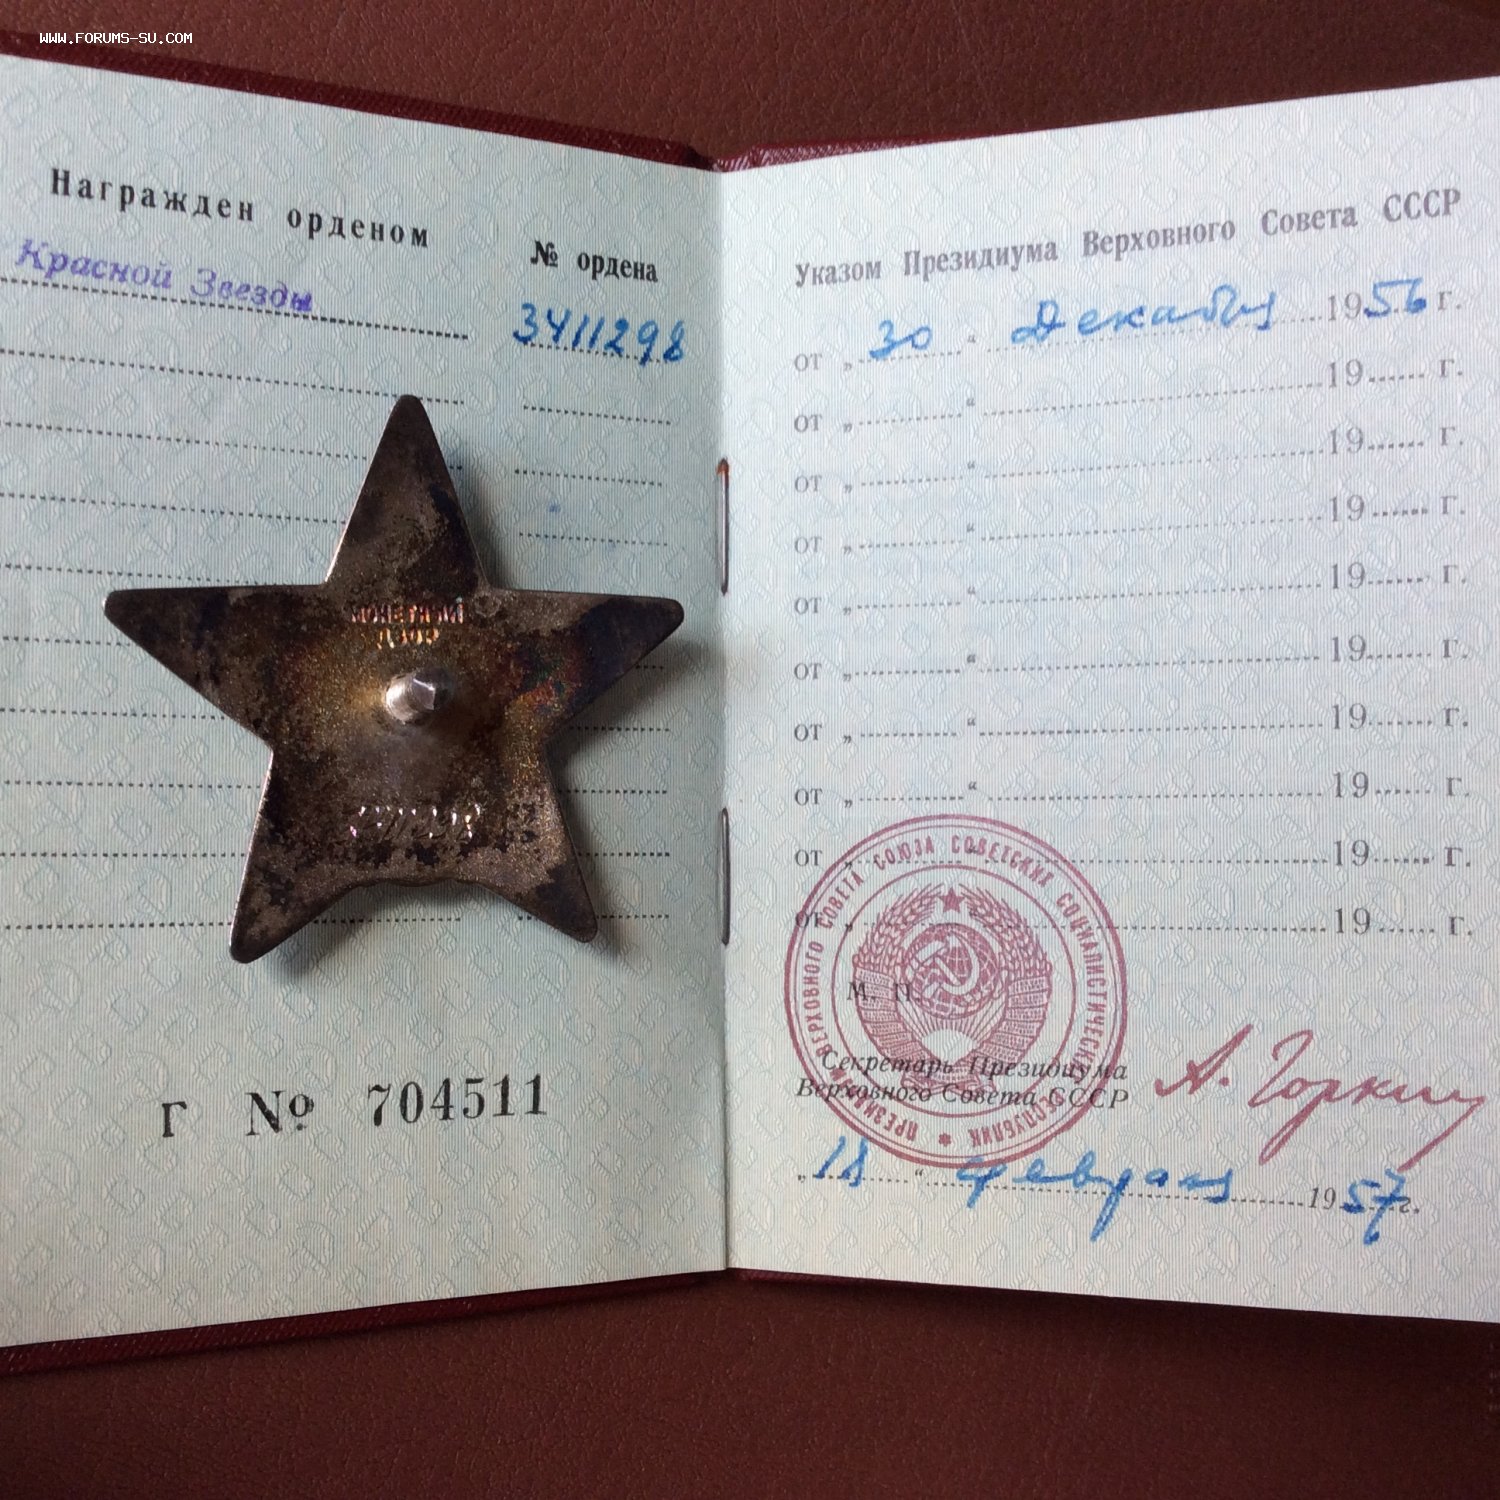 WWW.FORUMS-SU.COM
Награжден орденом
№ ордена
Красной Звезды
3411298
МОНЕТНЫЙ
ДВОР
3411298
Г № 704511
Указом Президиума Верховного Совета СССР
от „ 30 “ Декабря 1956 г.
от „ “ 19 г.
от „ “ 19 г.
от „ “ 19 г.
от „ “ 19 г.
от „ “ 19 г.
от „ “ 19 г.
от „ “ 19 г.
от „ “ 19 г.
от „ “ 19 г.
ПРЕЗИДИУМ ВЕРХОВНОГО СОВЕТА СОЮЗА СОВЕТСКИХ СОЦИАЛИСТИЧЕСКИХ РЕСПУБЛИК
М. П.
Секретарь Президиума
Верховного Совета СССР
А. Горкин
„ 18 “ февраля 1957 г.